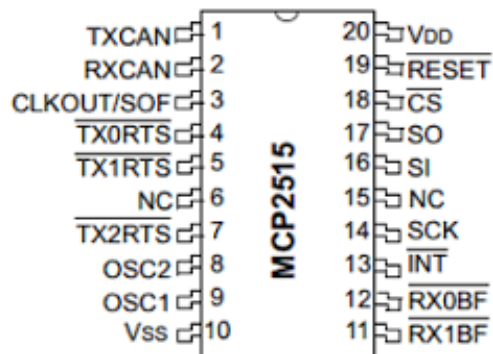 TXCAN 1 20 VDD
RXCAN 2 19 RESET
CLKOUT/SOF 3 18 CS
TX0RTS 4 17 SO
TX1RTS 5 16 SI
NC 6 15 NC
TX2RTS 7 14 SCK
OSC2 8 13 INT
OSC1 9 12 RX0BF
VSS 10 11 RX1BF
MCP2515